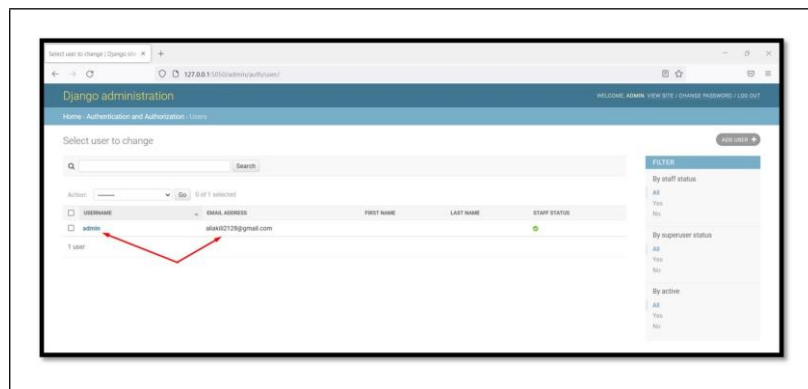 Select user to change | Django site
127.0.0.1:5050/admin/auth/user/
Django administration
WELCOME, ADMIN. VIEW SITE / CHANGE PASSWORD / LOG OUT
Home › Authentication and Authorization › Users
Select user to change
ADD USER +
Search
Action: --------- Go 0 of 1 selected
USERNAME EMAIL ADDRESS FIRST NAME LAST NAME STAFF STATUS
admin aliakili2128@gmail.com
1 user
FILTER
By staff status
All
Yes
No
By superuser status
All
Yes
No
By active
All
Yes
No